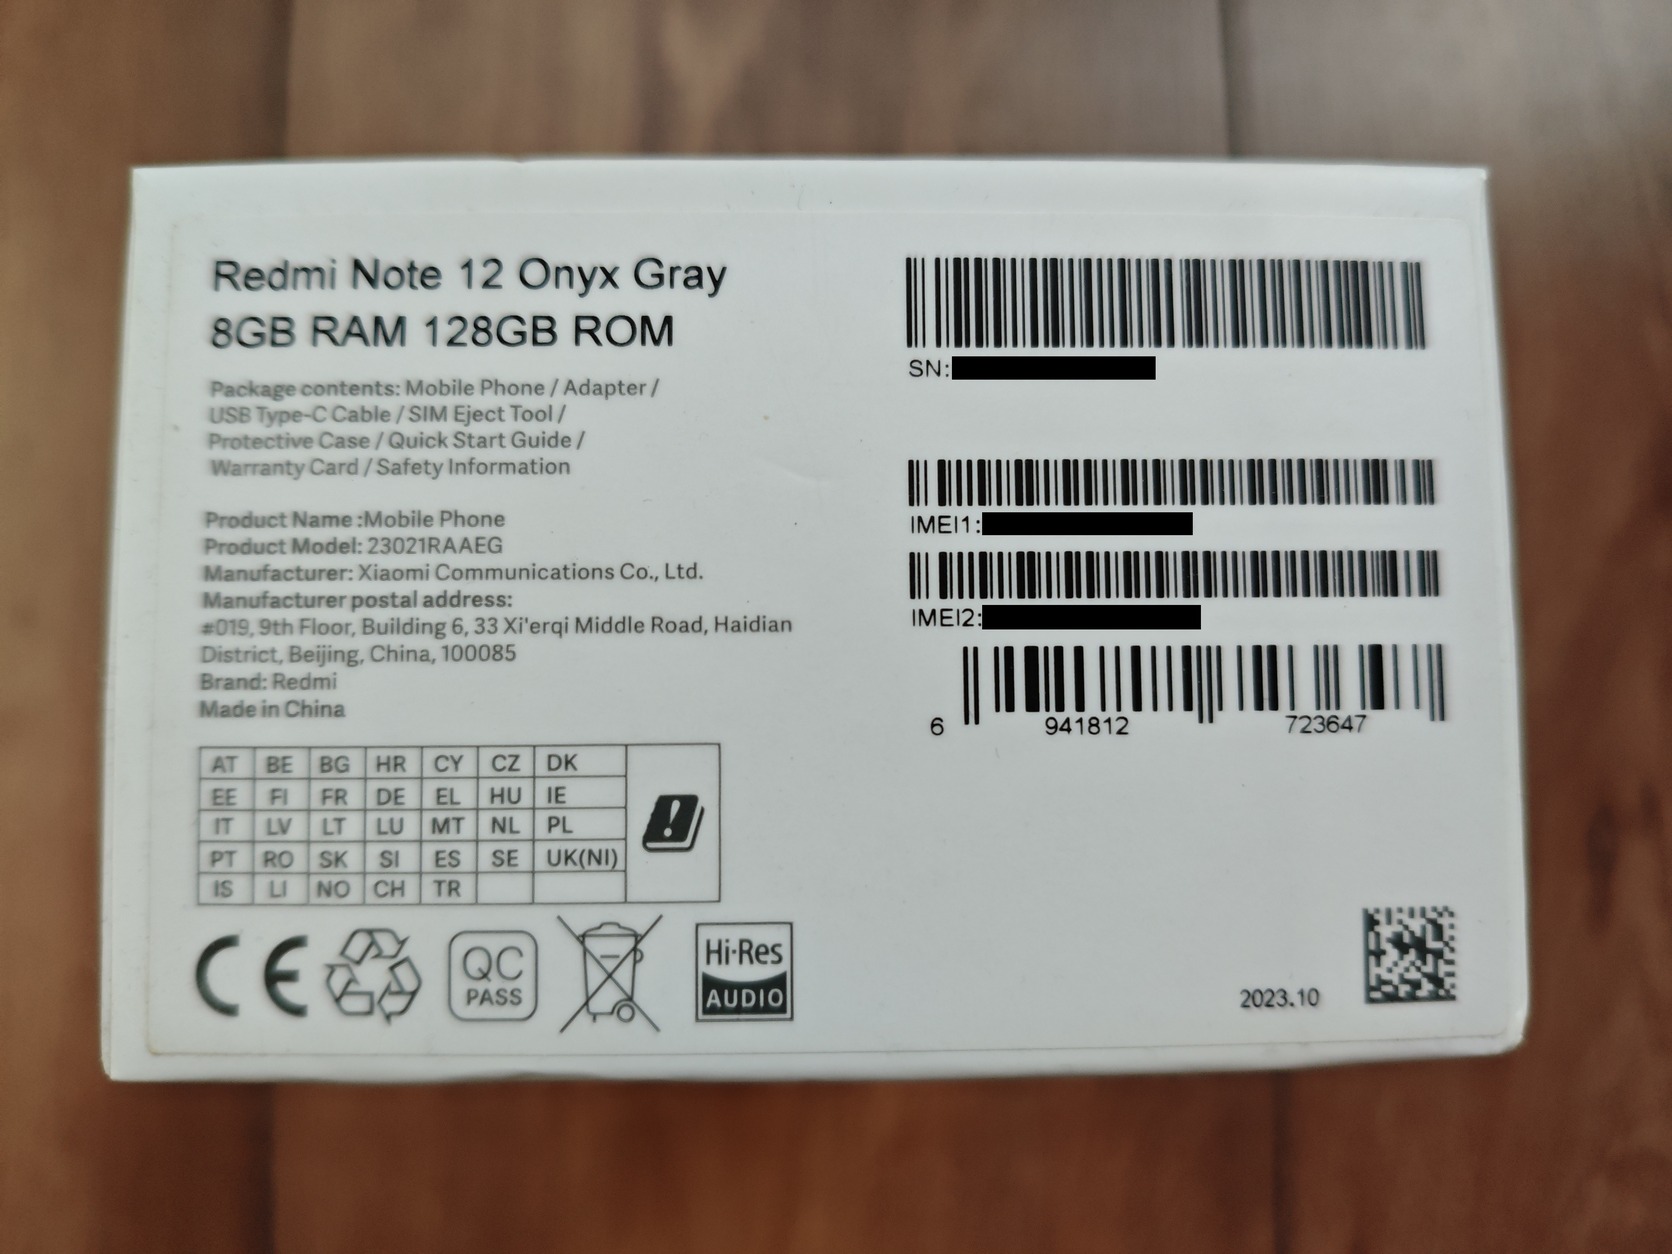 Redmi Note 12 Onyx Gray
8GB RAM 128GB ROM
Package contents: Mobile Phone / Adapter /
USB Type-C Cable / SIM Eject Tool /
Protective Case / Quick Start Guide /
Warranty Card / Safety Information
Product Name :Mobile Phone
Product Model: 23021RAAEG
Manufacturer: Xiaomi Communications Co., Ltd.
Manufacturer postal address:
#019, 9th Floor, Building 6, 33 Xi'erqi Middle Road, Haidian
District, Beijing, China, 100085
Brand: Redmi
Made in China
AT BE BG HR CY CZ DK
EE FI FR DE EL HU IE
IT LV LT LU MT NL PL
PT RO SK SI ES SE UK(NI)
IS LI NO CH TR
CE
QC
PASS
Hi-Res
AUDIO
SN:
IMEI1:
IMEI2:
6 941812 723647
2023.10